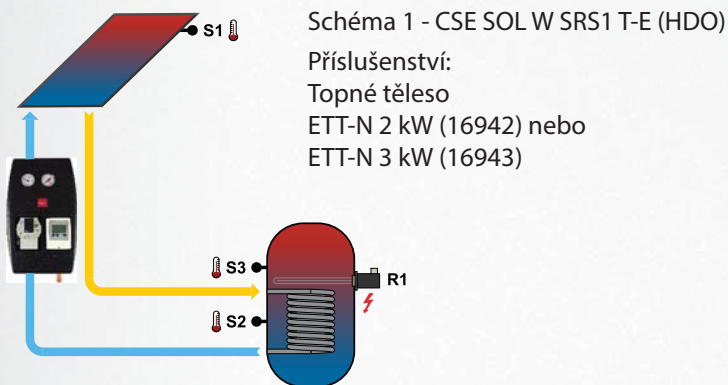 Schéma 1 - CSE SOL W SRS1 T-E (HDO)
Příslušenství:
Topné těleso
ETT-N 2 kW (16942) nebo
ETT-N 3 kW (16943)
S1
S3
R1
S2